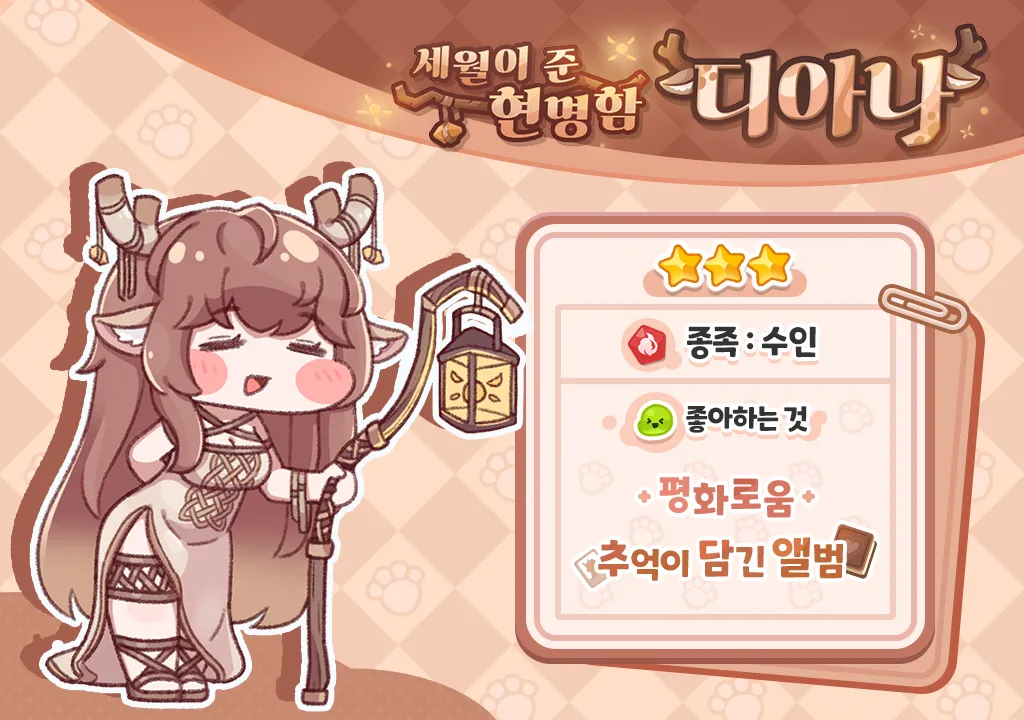 세월이 준
현명함
디아나
종족 : 수인
좋아하는 것
평화로움
추억이 담긴 앨범